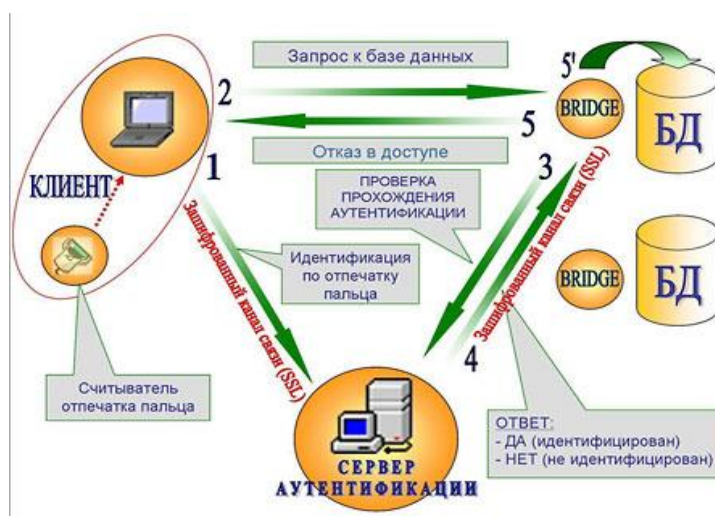 Запрос к базе данных
5'
2
BRIDGE
БД
5
1
Отказ в доступе
3
КЛИЕНТ
ПРОВЕРКА
ПРОХОЖДЕНИЯ
АУТЕНТИФИКАЦИИ
Зашифрованный канал связи (SSL)
Зашифрованный канал связи (SSL)
Идентификация
по отпечатку
пальца
BRIDGE
БД
4
Считыватель
отпечатка пальца
СЕРВЕР
АУТЕНТИФИКАЦИИ
ОТВЕТ:
- ДА (идентифицирован)
- НЕТ (не идентифицирован)